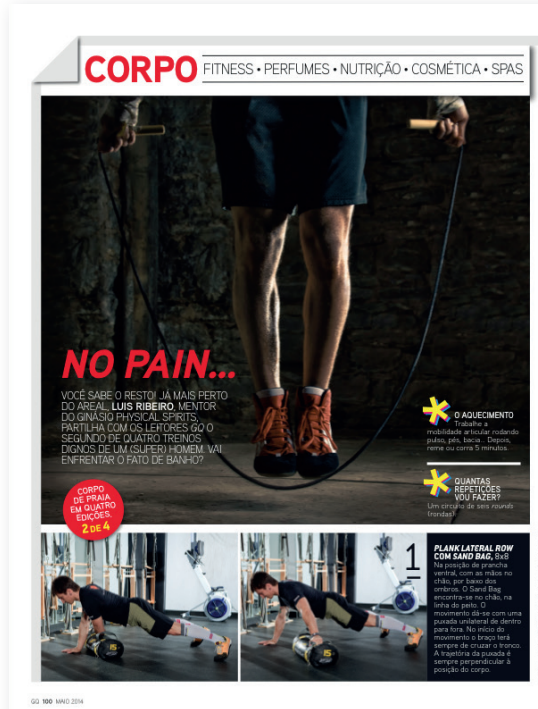 CORPO FITNESS • PERFUMES • NUTRIÇÃO • COSMÉTICA • SPAS
NO PAIN...
VOCÊ SABE O RESTO! JÁ MAIS PERTO
DO AREAL, LUIS RIBEIRO, MENTOR
DO GINÁSIO PHYSICAL SPIRITS,
PARTILHA COM OS LEITORES GQ O
SEGUNDO DE QUATRO TREINOS
DIGNOS DE UM (SUPER) HOMEM. VAI
ENFRENTAR O FATO DE BANHO?
CORPO
DE PRAIA
EM QUATRO
EDIÇÕES.
2 DE 4
O AQUECIMENTO
Trabalhe a
mobilidade articular rodando
pulso, pés, bacia... Depois,
reme ou corra 5 minutos.
QUANTAS
REPETIÇÕES
VOU FAZER?
Um circuito de seis rounds
(rondas).
1
PLANK LATERAL ROW
COM SAND BAG, 8x8
Na posição de prancha
ventral, com as mãos no
chão, por baixo dos
ombros. O Sand Bag
encontra-se no chão, na
linha do peito. O
movimento dá-se com uma
puxada unilateral de dentro
para fora. No início do
movimento o braço terá
sempre de cruzar o tronco.
A trajetória da puxada é
sempre perpendicular à
posição do corpo.
15
15
GQ 100 MAIO 2014